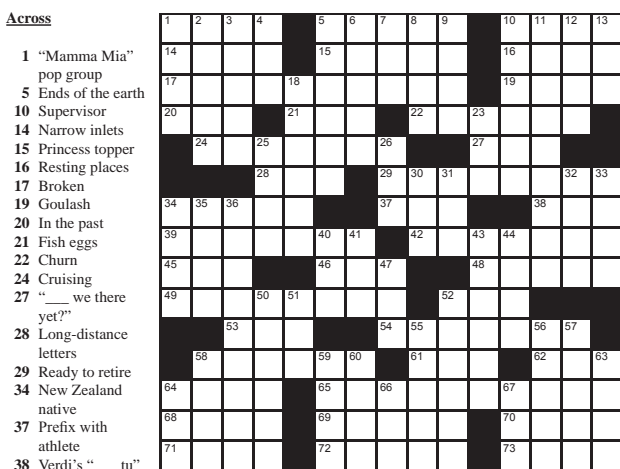 Across
1 “Mamma Mia”
pop group
5 Ends of the earth
10 Supervisor
14 Narrow inlets
15 Princess topper
16 Resting places
17 Broken
19 Goulash
20 In the past
21 Fish eggs
22 Churn
24 Cruising
27 “___ we there
yet?”
28 Long-distance
letters
29 Ready to retire
34 New Zealand
native
37 Prefix with
athlete
38 Verdi’s “___ tu”
1 2 3 4 5 6 7 8 9 10 11 12 13
14 15 16
17 18 19
20 21 22 23
24 25 26 27
28 29 30 31 32 33
34 35 36 37 38
39 40 41 42 43 44
45 46 47 48
49 50 51 52
53 54 55 56 57
58 59 60 61 62 63
64 65 66 67
68 69 70
71 72 73